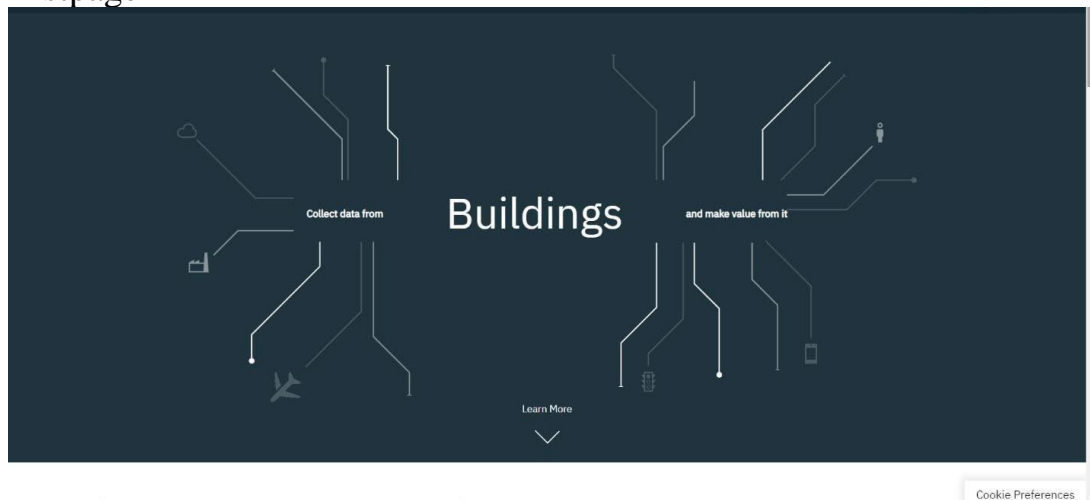 Collect data from Buildings and make value from it
Learn More
Cookie Preferences